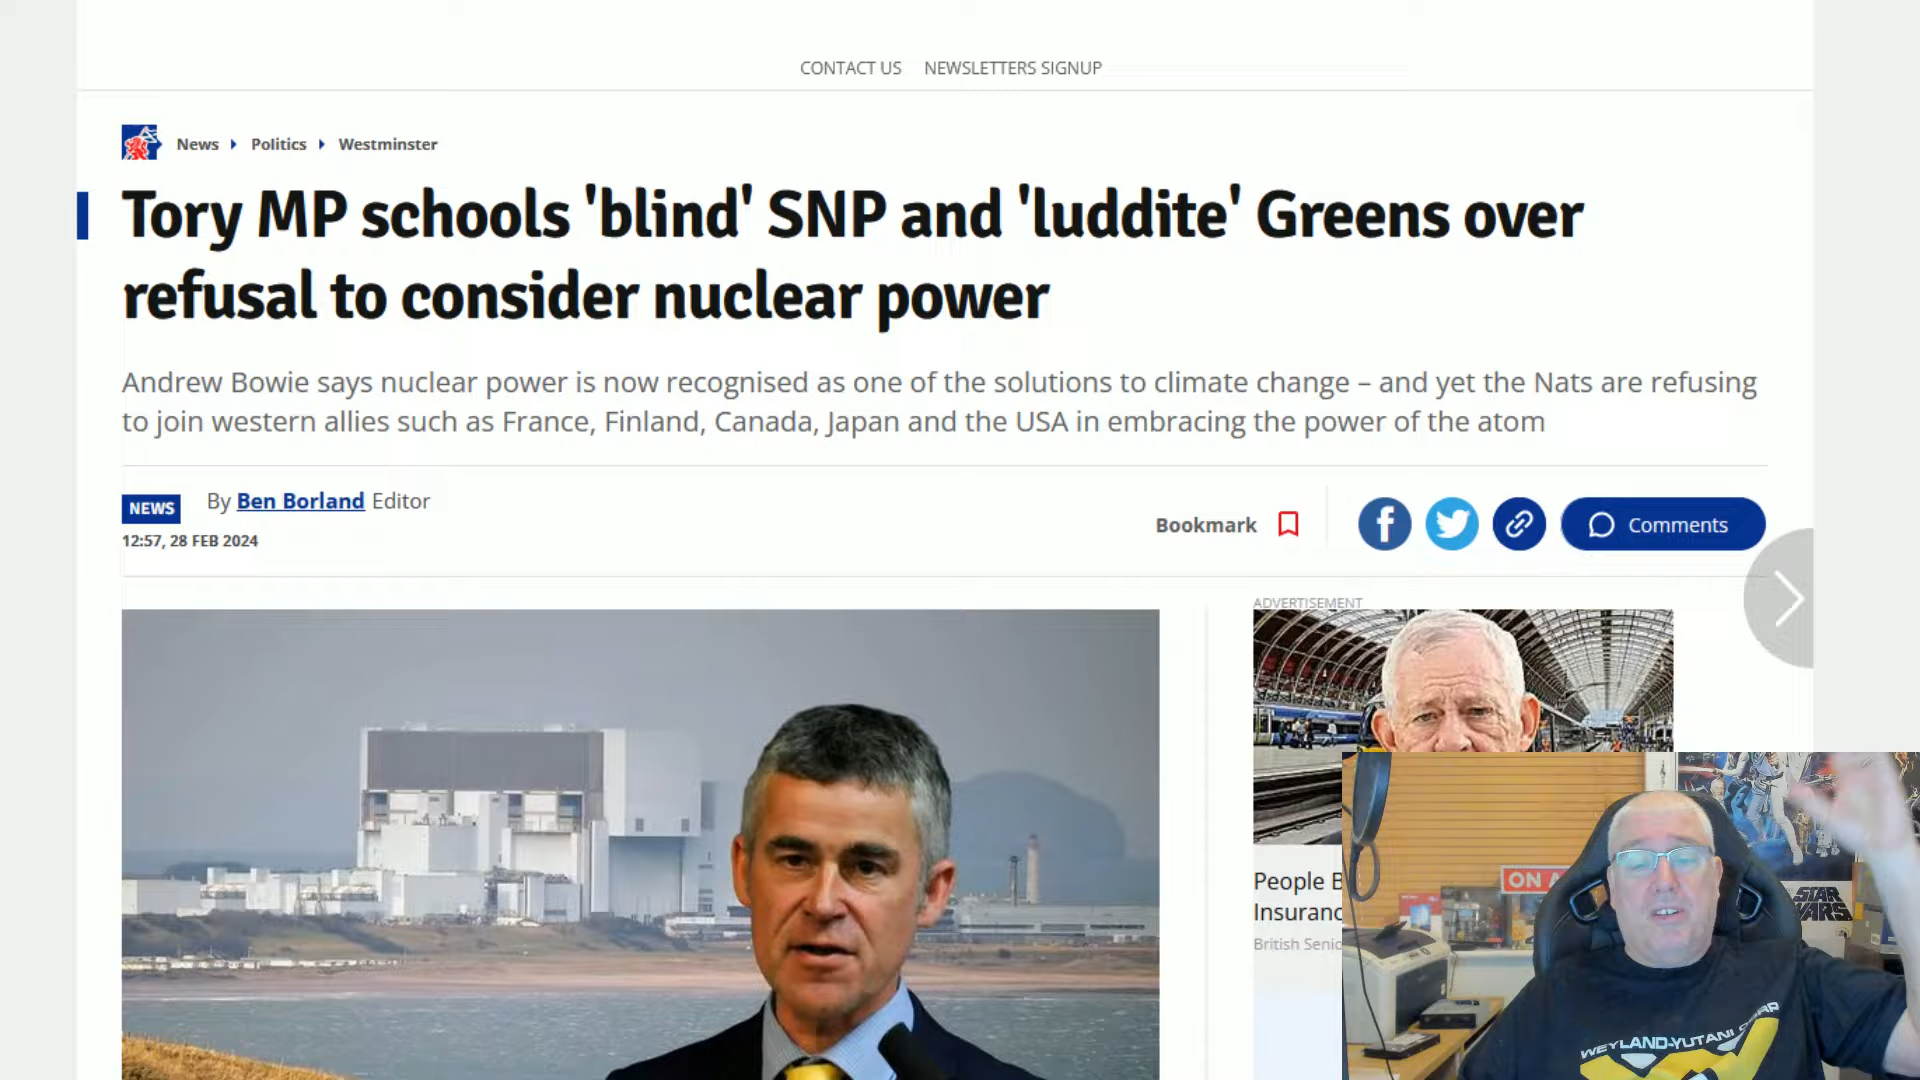 CONTACT US NEWSLETTERS SIGNUP
News Politics Westminster
Tory MP schools 'blind' SNP and 'luddite' Greens over
refusal to consider nuclear power
Andrew Bowie says nuclear power is now recognised as one of the solutions to climate change – and yet the Nats are refusing
to join western allies such as France, Finland, Canada, Japan and the USA in embracing the power of the atom
NEWS By Ben Borland Editor
12:57, 28 FEB 2024
Bookmark Comments
ADVERTISEMENT
People B
Insuranc
British Senio
ON A
STAR
WARS
WEYLAND-YUTANI CORP